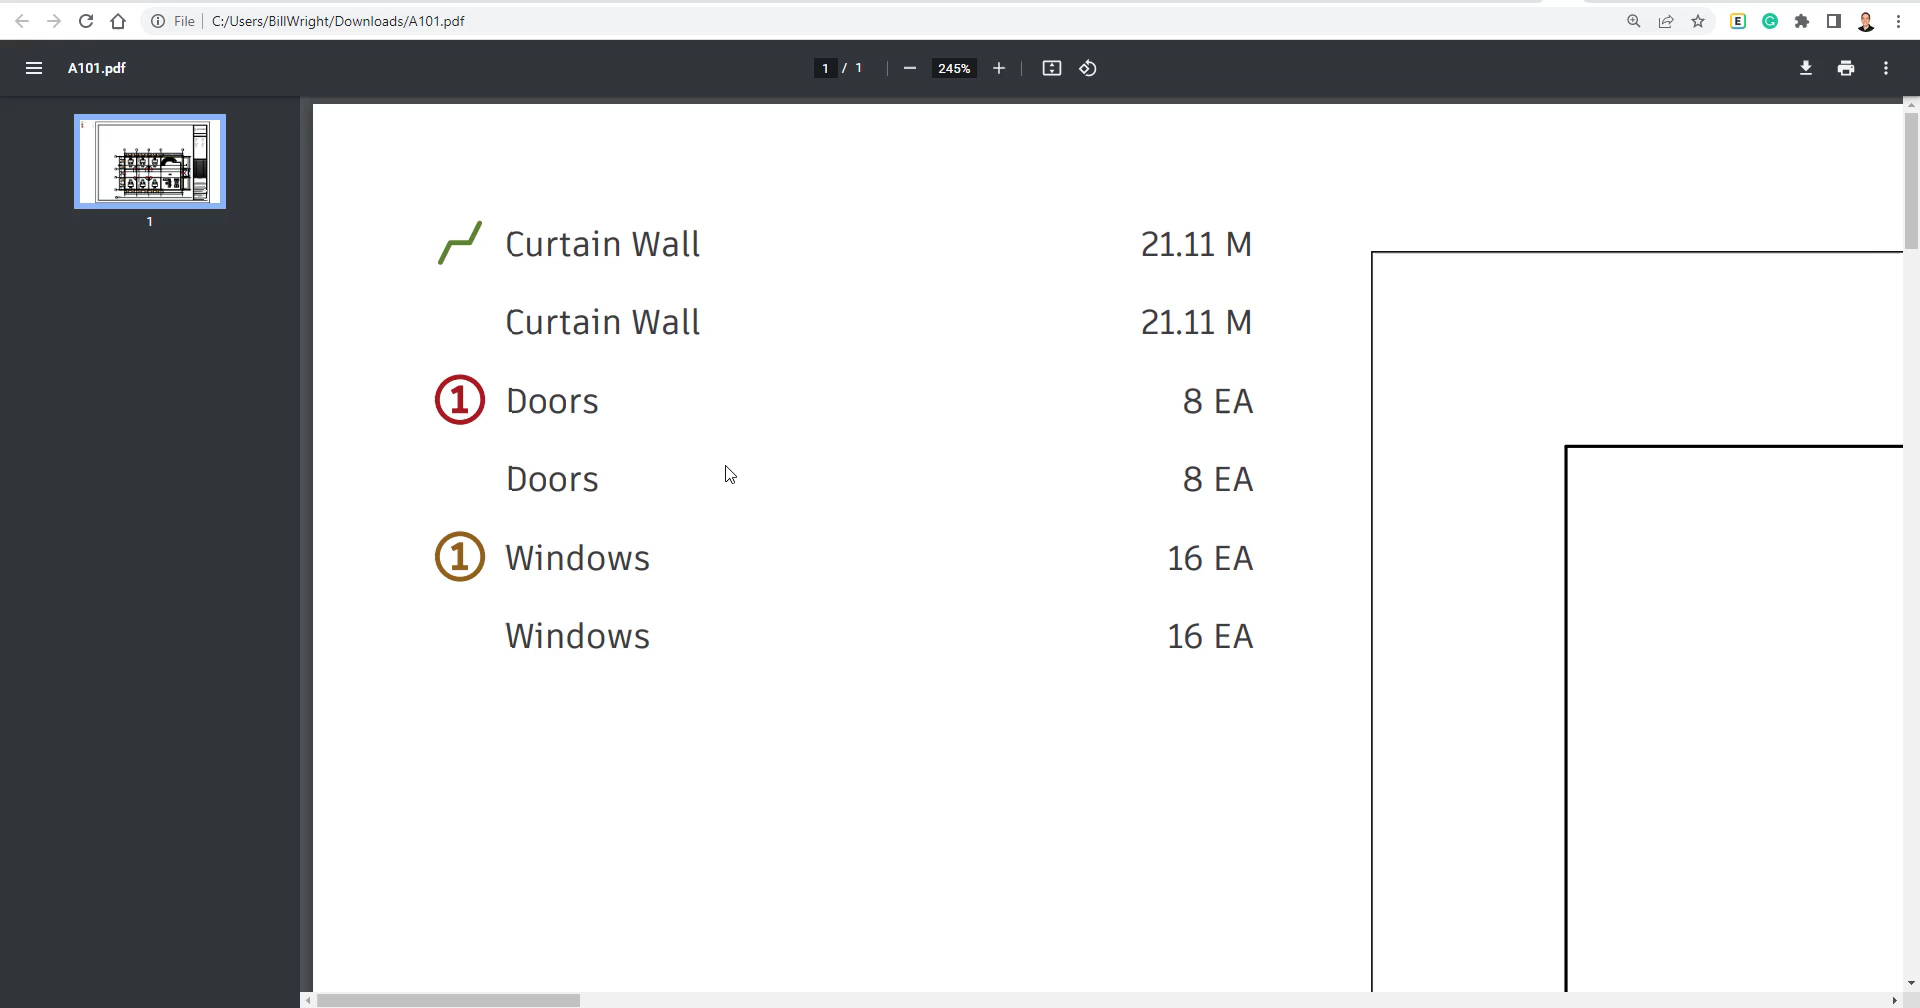 File
C:/Users/BillWright/Downloads/A101.pdf
E
A101.pdf
1 / 1
245%
1
Curtain Wall 21.11 M
Curtain Wall 21.11 M
1 Doors 8 EA
Doors 8 EA
1 Windows 16 EA
Windows 16 EA